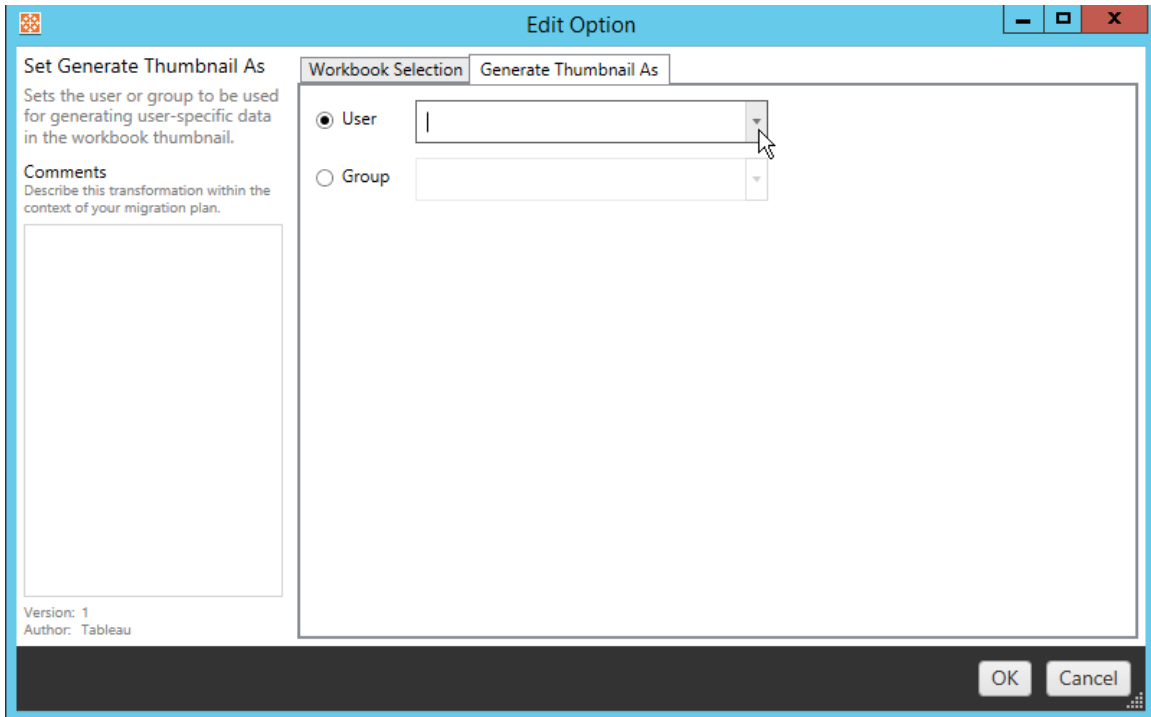 Edit Option
Set Generate Thumbnail As
Sets the user or group to be used
for generating user-specific data
in the workbook thumbnail.
Comments
Describe this transformation within the
context of your migration plan.
Version: 1
Author: Tableau
Workbook Selection
Generate Thumbnail As
User
Group
OK
Cancel